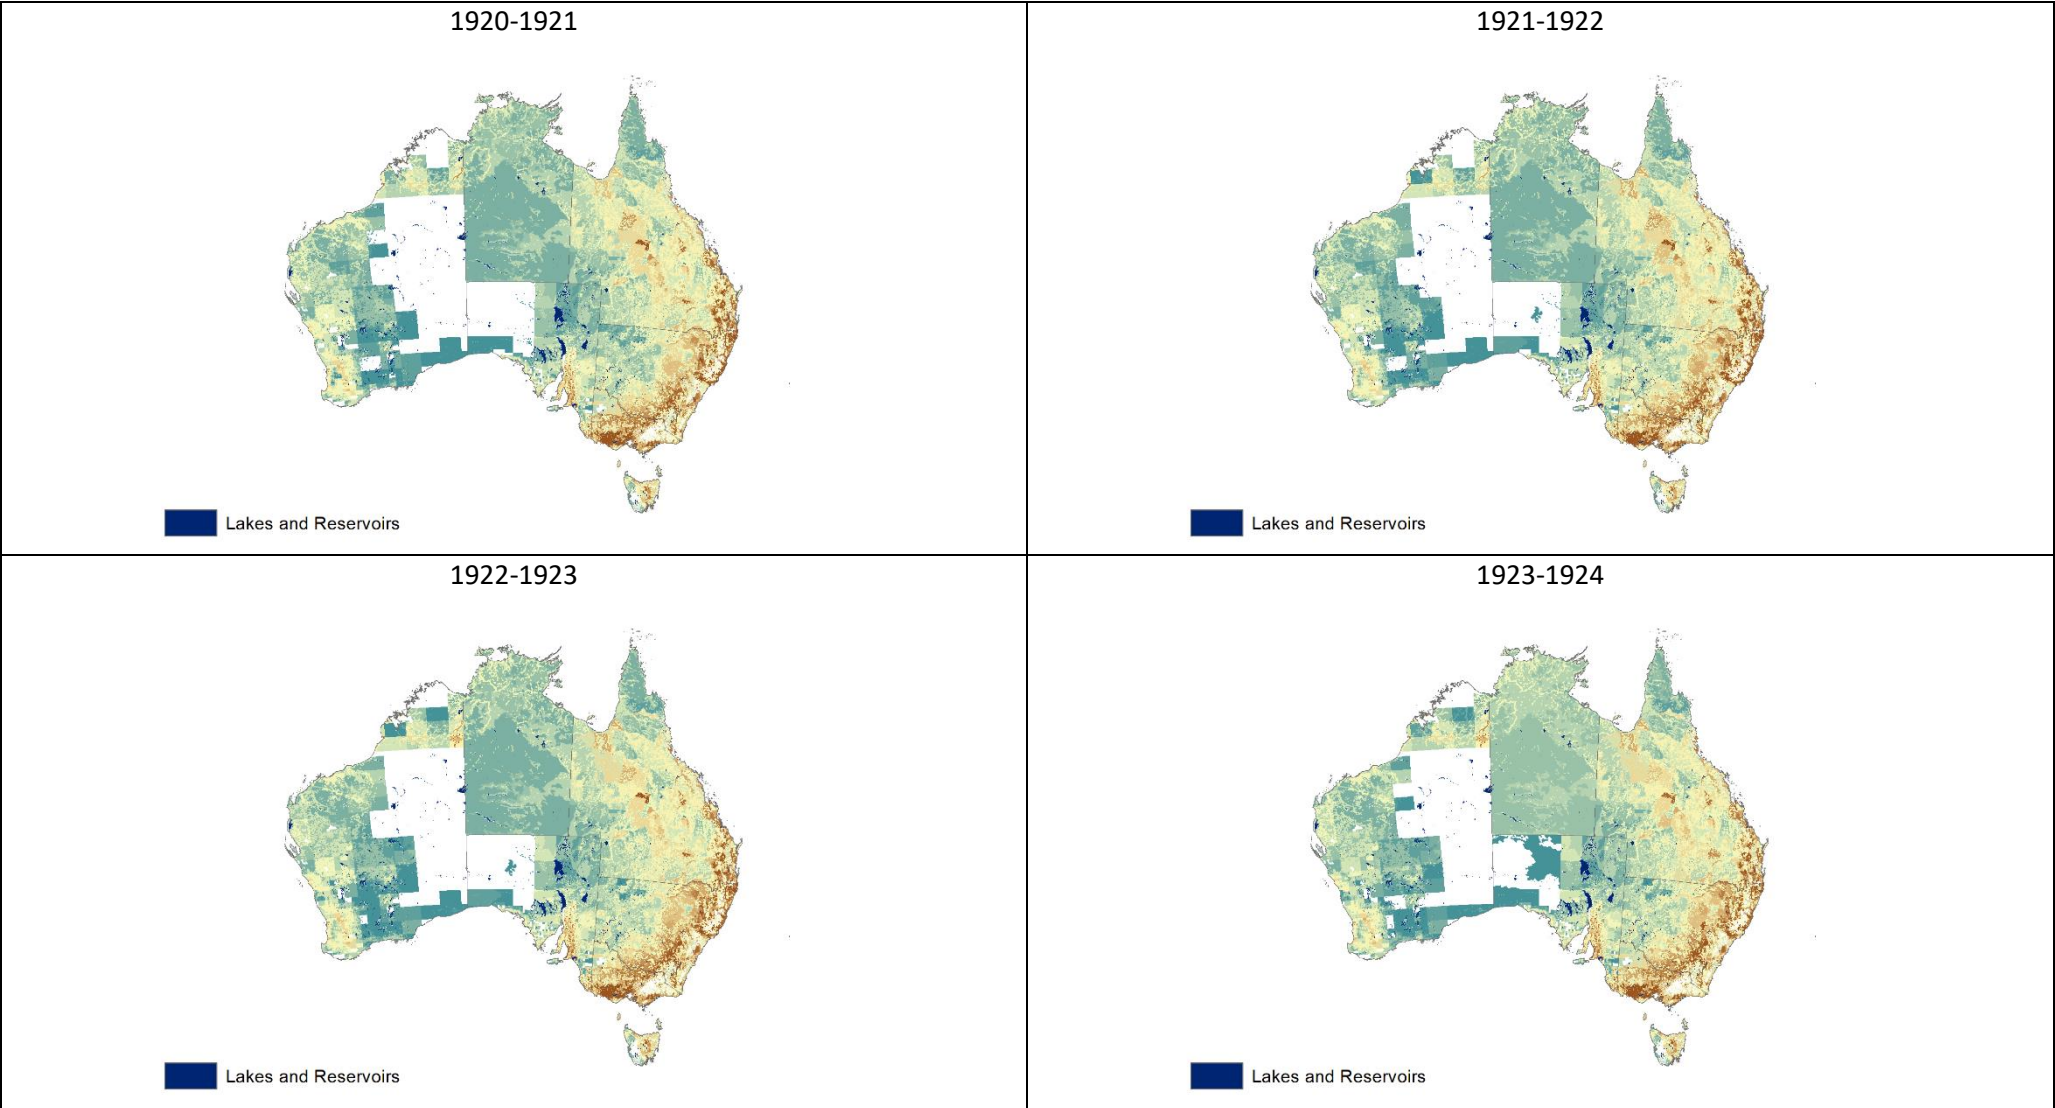 1920-1921
Lakes and Reservoirs
1921-1922
Lakes and Reservoirs
1922-1923
Lakes and Reservoirs
1923-1924
Lakes and Reservoirs